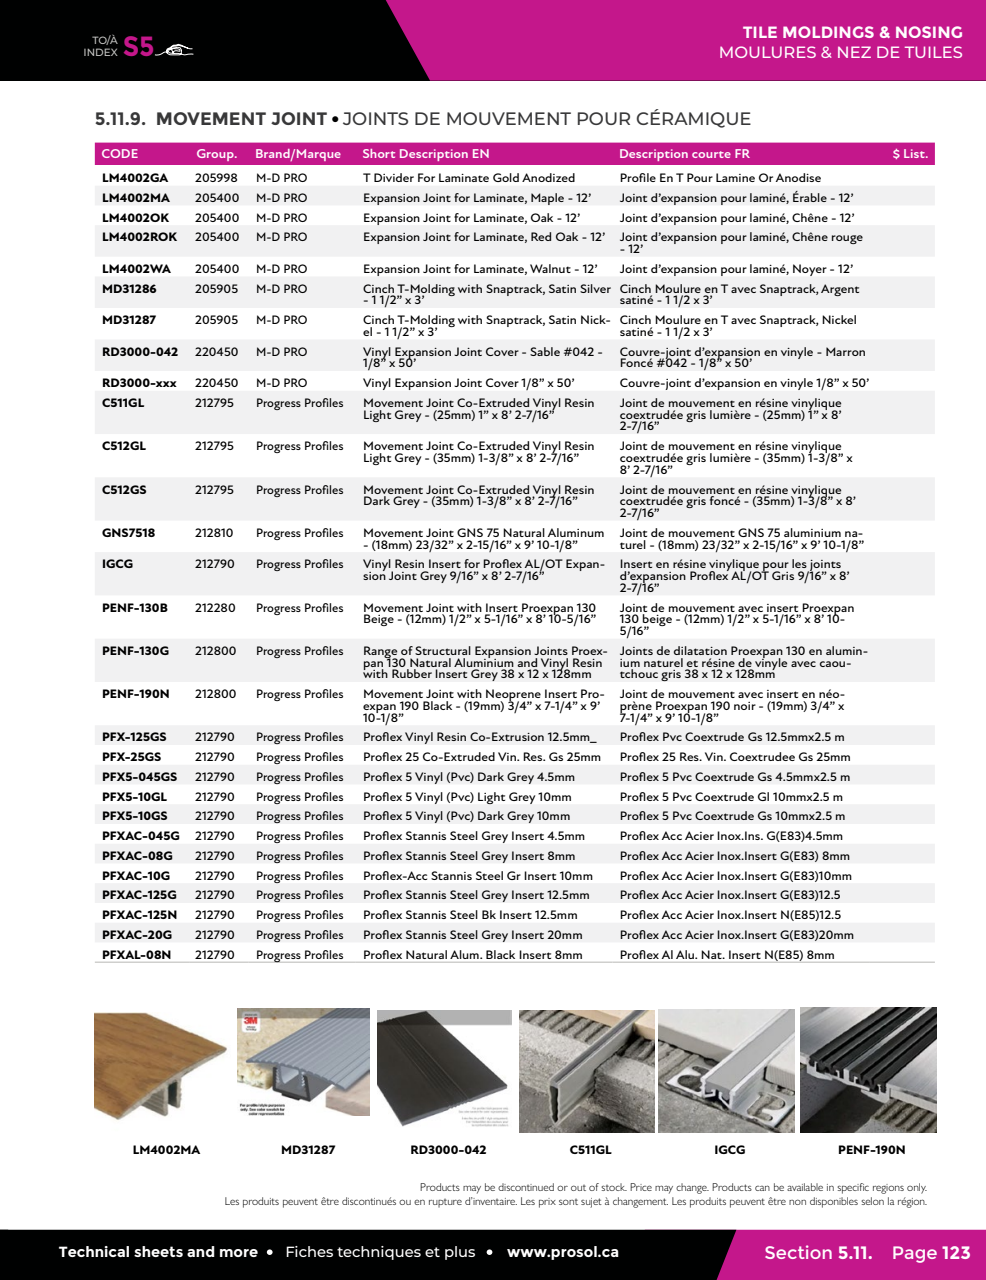 TO/À
INDEX S5
TILE MOLDINGS & NOSING
MOULURES & NEZ DE TUILES
5.11.9. MOVEMENT JOINT • JOINTS DE MOUVEMENT POUR CÉRAMIQUE
CODE Group. Brand/Marque Short Description EN Description courte FR $ List.
LM4002GA 205998 M-D PRO T Divider For Laminate Gold Anodized Profile En T Pour Lamine Or Anodise
LM4002MA 205400 M-D PRO Expansion Joint for Laminate, Maple - 12’ Joint d’expansion pour laminé, Érable - 12’
LM4002OK 205400 M-D PRO Expansion Joint for Laminate, Oak - 12’ Joint d’expansion pour laminé, Chêne - 12’
LM4002ROK 205400 M-D PRO Expansion Joint for Laminate, Red Oak - 12’ Joint d’expansion pour laminé, Chêne rouge
- 12’
LM4002WA 205400 M-D PRO Expansion Joint for Laminate, Walnut - 12’ Joint d’expansion pour laminé, Noyer - 12’
MD31286 205905 M-D PRO Cinch T-Molding with Snaptrack, Satin Silver Cinch Moulure en T avec Snaptrack, Argent
- 1 1/2” x 3’ satiné - 1 1/2 x 3’
MD31287 205905 M-D PRO Cinch T-Molding with Snaptrack, Satin Nick- Cinch Moulure en T avec Snaptrack, Nickel
el - 1 1/2” x 3’ satiné - 1 1/2 x 3’
RD3000-042 220450 M-D PRO Vinyl Expansion Joint Cover - Sable #042 - Couvre-joint d’expansion en vinyle - Marron
1/8” x 50’ Foncé #042 - 1/8” x 50’
RD3000-xxx 220450 M-D PRO Vinyl Expansion Joint Cover 1/8” x 50’ Couvre-joint d’expansion en vinyle 1/8” x 50’
C511GL 212795 Progress Profiles Movement Joint Co-Extruded Vinyl Resin Joint de mouvement en résine vinylique
Light Grey - (25mm) 1” x 8’ 2-7/16” coextrudée gris lumière - (25mm) 1” x 8’
2-7/16”
C512GL 212795 Progress Profiles Movement Joint Co-Extruded Vinyl Resin Joint de mouvement en résine vinylique
Light Grey - (35mm) 1-3/8” x 8’ 2-7/16” coextrudée gris lumière - (35mm) 1-3/8” x
8’ 2-7/16”
C512GS 212795 Progress Profiles Movement Joint Co-Extruded Vinyl Resin Joint de mouvement en résine vinylique
Dark Grey - (35mm) 1-3/8” x 8’ 2-7/16” coextrudée gris foncé - (35mm) 1-3/8” x 8’
2-7/16”
GNS7518 212810 Progress Profiles Movement Joint GNS 75 Natural Aluminum Joint de mouvement GNS 75 aluminium na-
- (18mm) 23/32” x 2-15/16” x 9’ 10-1/8” turel - (18mm) 23/32” x 2-15/16” x 9’ 10-1/8”
IGCG 212790 Progress Profiles Vinyl Resin Insert for Proflex AL/OT Expan- Insert en résine vinylique pour les joints
sion Joint Grey 9/16” x 8’ 2-7/16” d’expansion Proflex AL/OT Gris 9/16” x 8’
2-7/16”
PENF-130B 212280 Progress Profiles Movement Joint with Insert Proexpan 130 Joint de mouvement avec insert Proexpan
Beige - (12mm) 1/2” x 5-1/16” x 8’ 10-5/16” 130 beige - (12mm) 1/2” x 5-1/16” x 8’ 10-
5/16”
PENF-130G 212800 Progress Profiles Range of Structural Expansion Joints Proex- Joints de dilatation Proexpan 130 en alumin-
pan 130 Natural Aluminium and Vinyl Resin ium naturel et résine de vinyle avec caou-
with Rubber Insert Grey 38 x 12 x 128mm tchouc gris 38 x 12 x 128mm
PENF-190N 212800 Progress Profiles Movement Joint with Neoprene Insert Pro- Joint de mouvement avec insert en néo-
expan 190 Black - (19mm) 3/4” x 7-1/4” x 9’ prène Proexpan 190 noir - (19mm) 3/4” x
10-1/8” 7-1/4” x 9’ 10-1/8”
PFX-125GS 212790 Progress Profiles Proflex Vinyl Resin Co-Extrusion 12.5mm_ Proflex Pvc Coextrude Gs 12.5mmx2.5 m
PFX-25GS 212790 Progress Profiles Proflex 25 Co-Extruded Vin. Res. Gs 25mm Proflex 25 Res. Vin. Coextrudee Gs 25mm
PFX5-045GS 212790 Progress Profiles Proflex 5 Vinyl (Pvc) Dark Grey 4.5mm Proflex 5 Pvc Coextrude Gs 4.5mmx2.5 m
PFX5-10GL 212790 Progress Profiles Proflex 5 Vinyl (Pvc) Light Grey 10mm Proflex 5 Pvc Coextrude Gl 10mmx2.5 m
PFX5-10GS 212790 Progress Profiles Proflex 5 Vinyl (Pvc) Dark Grey 10mm Proflex 5 Pvc Coextrude Gs 10mmx2.5 m
PFXAC-045G 212790 Progress Profiles Proflex Stannis Steel Grey Insert 4.5mm Proflex Acc Acier Inox.Ins. G(E83)4.5mm
PFXAC-08G 212790 Progress Profiles Proflex Stannis Steel Grey Insert 8mm Proflex Acc Acier Inox.Insert G(E83) 8mm
PFXAC-10G 212790 Progress Profiles Proflex-Acc Stannis Steel Gr Insert 10mm Proflex Acc Acier Inox.Insert G(E83)10mm
PFXAC-125G 212790 Progress Profiles Proflex Stannis Steel Grey Insert 12.5mm Proflex Acc Acier Inox.Insert G(E83)12.5
PFXAC-125N 212790 Progress Profiles Proflex Stannis Steel Bk Insert 12.5mm Proflex Acc Acier Inox.Insert N(E85)12.5
PFXAC-20G 212790 Progress Profiles Proflex Stannis Steel Grey Insert 20mm Proflex Acc Acier Inox.Insert G(E83)20mm
PFXAL-08N 212790 Progress Profiles Proflex Natural Alum. Black Insert 8mm Proflex Al Alu. Nat. Insert N(E85) 8mm
3M
LM4002MA MD31287 RD3000-042 C511GL IGCG PENF-190N
Products may be discontinued or out of stock. Price may change. Products can be available in specific regions only.
Les produits peuvent être discontinués ou en rupture d’inventaire. Les prix sont sujet à changement. Les produits peuvent être non disponibles selon la région.
Technical sheets and more • Fiches techniques et plus • www.prosol.ca
Section 5.11. Page 123